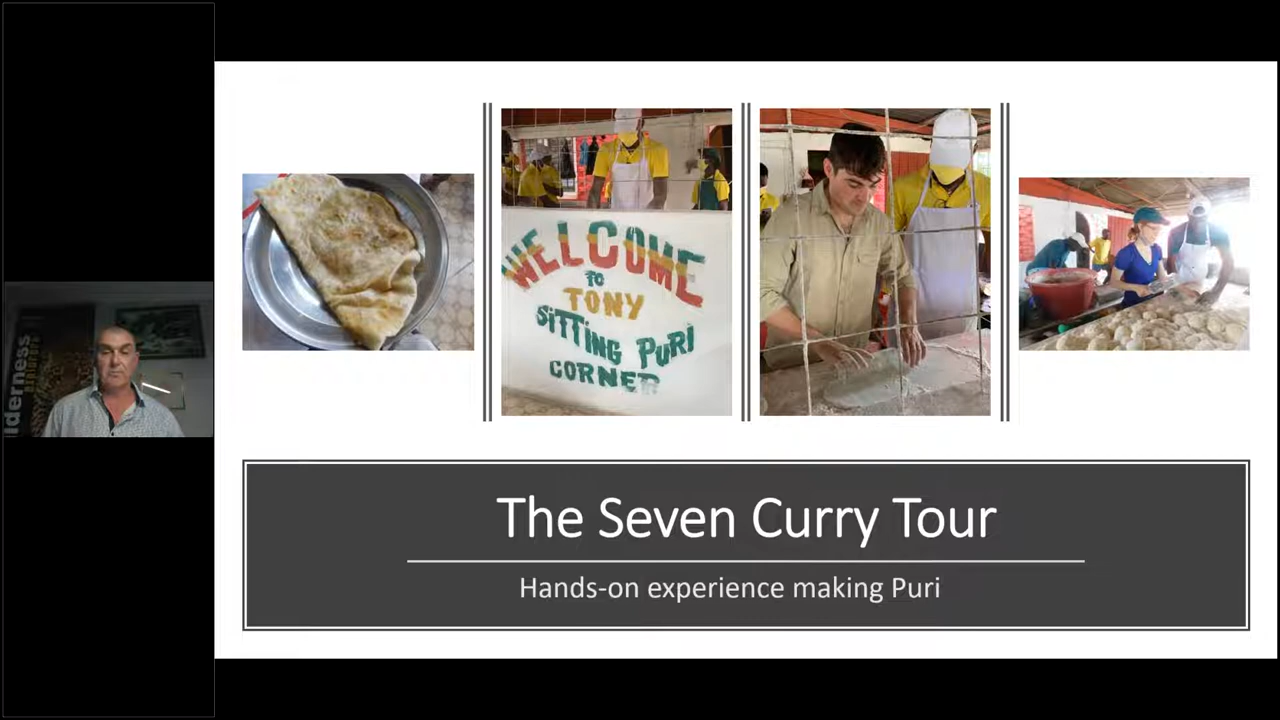 WELCOME
TO
TONY
SITTING PURI
CORNER
The Seven Curry Tour
Hands-on experience making Puri